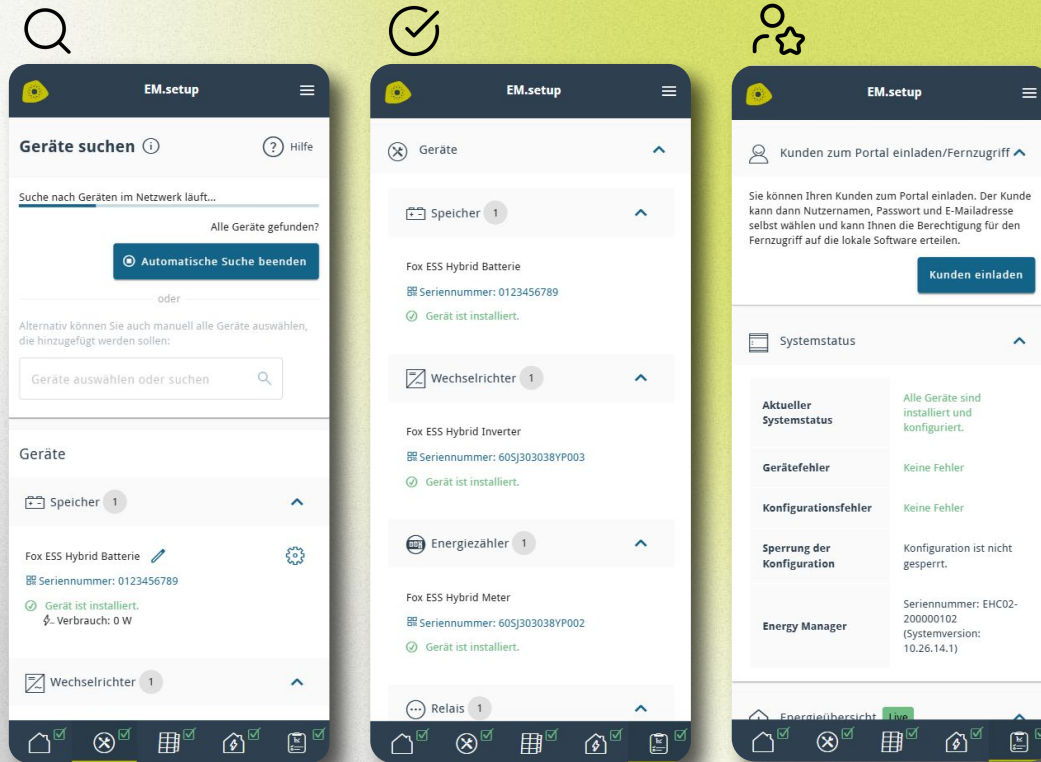 EM.setup
Geräte suchen
Hilfe
Suche nach Geräten im Netzwerk läuft...
Alle Geräte gefunden?
Automatische Suche beenden
oder
Alternativ können Sie auch manuell alle Geräte auswählen,
die hinzugefügt werden sollen:
Geräte auswählen oder suchen
Geräte
Speicher 1
Fox ESS Hybrid Batterie
Seriennummer: 0123456789
Gerät ist installiert.
Verbrauch: 0 W
Wechselrichter 1
EM.setup
Geräte
Speicher 1
Fox ESS Hybrid Batterie
Seriennummer: 0123456789
Gerät ist installiert.
Wechselrichter 1
Fox ESS Hybrid Inverter
Seriennummer: 60SJ303038YP003
Gerät ist installiert.
Energiezähler 1
Fox ESS Hybrid Meter
Seriennummer: 60SJ303038YP002
Gerät ist installiert.
Relais 1
EM.setup
Kunden zum Portal einladen/Fernzugriff
Sie können Ihren Kunden zum Portal einladen. Der Kunde
kann dann Nutzernamen, Passwort und E-Mailadresse
selbst wählen und kann Ihnen die Berechtigung für den
Fernzugriff auf die lokale Software erteilen.
Kunden einladen
Systemstatus
Aktueller
Systemstatus
Alle Geräte sind
installiert und
konfiguriert.
Gerätefehler
Keine Fehler
Konfigurationsfehler
Keine Fehler
Sperrung der
Konfiguration
Konfiguration ist nicht
gesperrt.
Energy Manager
Seriennummer: EHC02-
200000102
(Systemversion:
10.26.14.1)
Energieübersicht Live